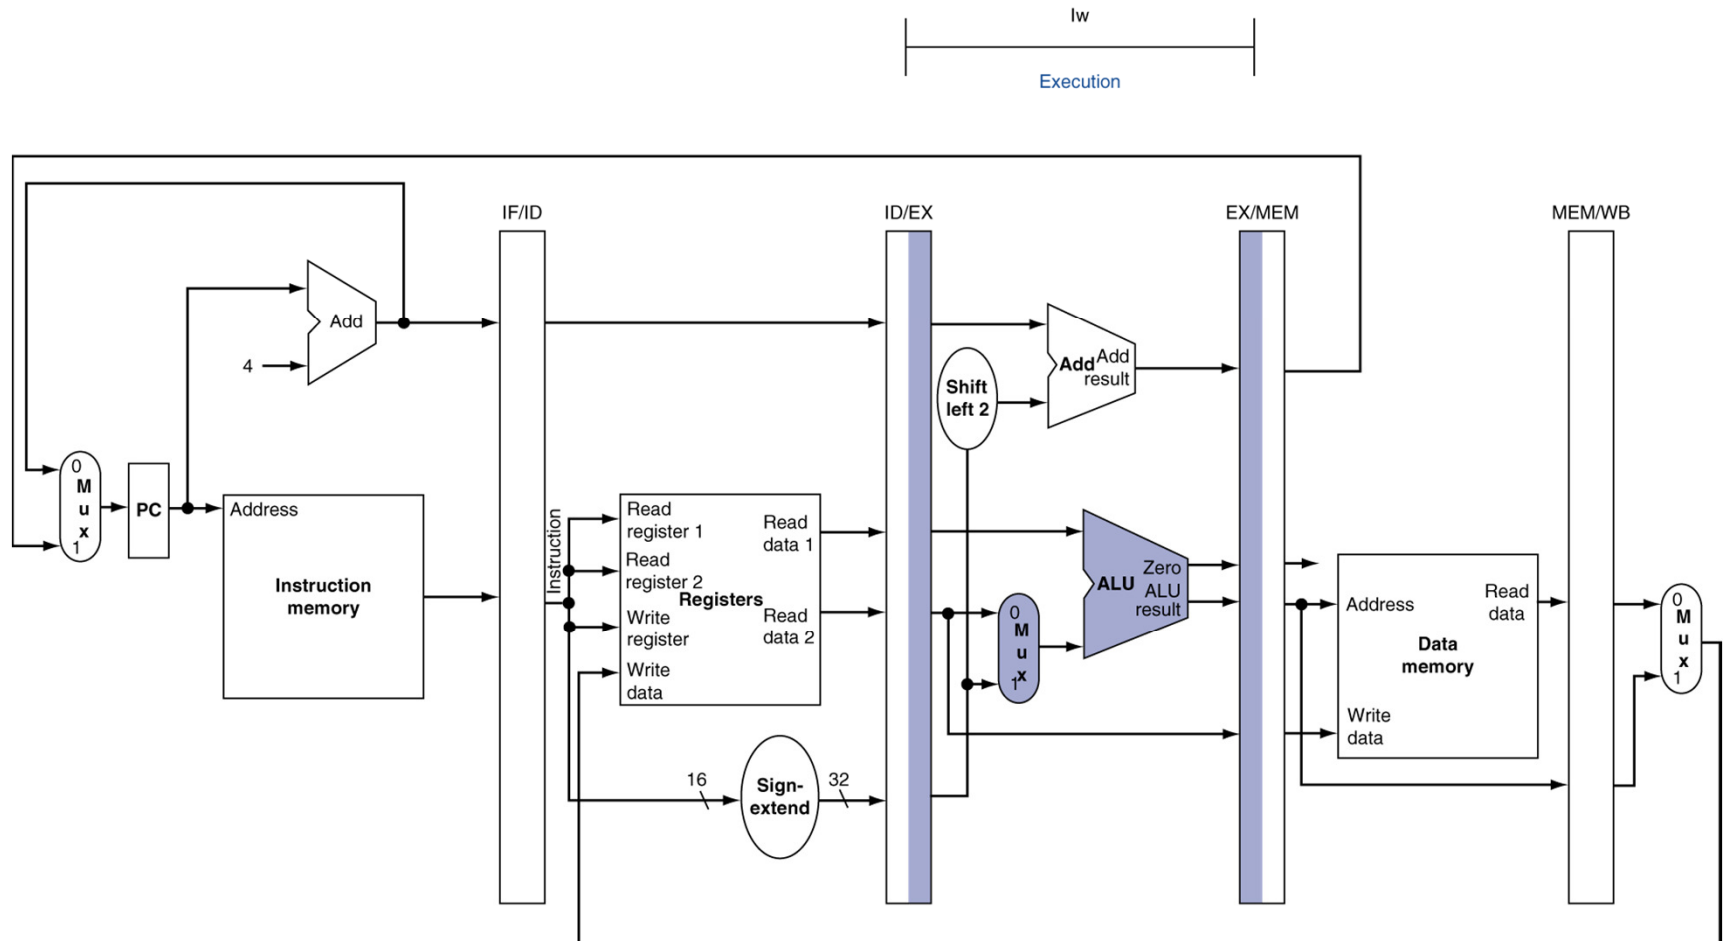 lw
Execution
IF/ID
ID/EX
EX/MEM
MEM/WB
Add
4
Add
Add
result
Shift
left 2
0
M
u
x
1
PC
Address
Instruction
memory
Instruction
Read
register 1
Read
register 2
Write
register
Write
data
Registers
Read
data 1
Read
data 2
16
Sign-
extend
32
0
M
u
x
1
ALU
Zero
ALU
result
Address
Read
data
Data
memory
Write
data
0
M
u
x
1